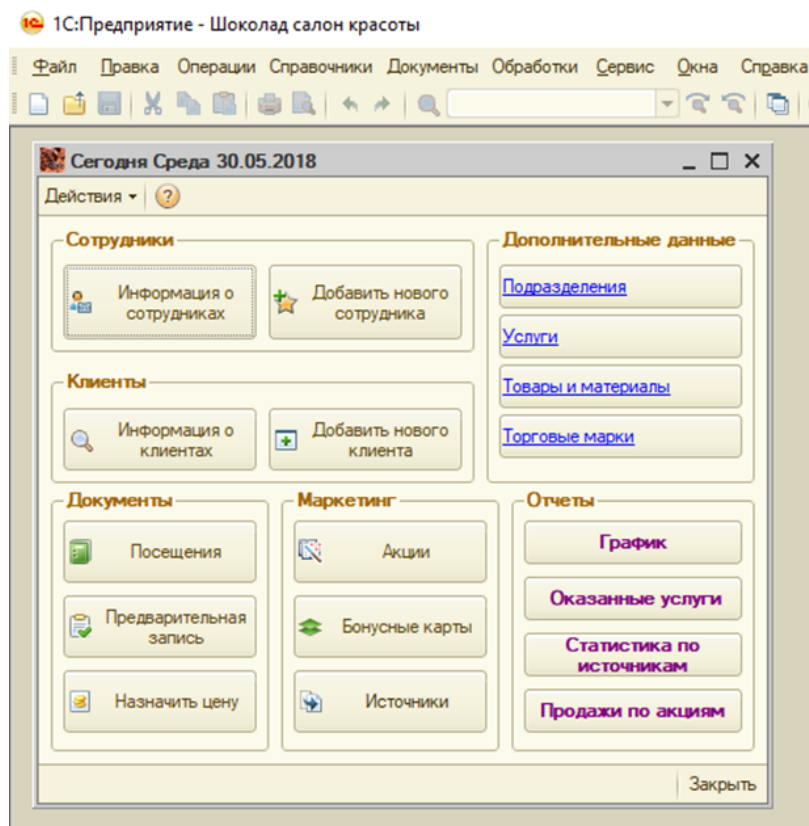 1С:Предприятие - Шоколад салон красоты
Файл Правка Операции Справочники Документы Обработки Сервис Окна Справка
Сегодня Среда 30.05.2018
Действия
Сотрудники
Информация о
сотрудниках
Добавить нового
сотрудника
Дополнительные данные
Подразделения
Услуги
Товары и материалы
Торговые марки
Клиенты
Информация о
клиентах
Добавить нового
клиента
Документы
Посещения
Предварительная
запись
Назначить цену
Маркетинг
Акции
Бонусные карты
Источники
Отчеты
График
Оказанные услуги
Статистика по
источникам
Продажи по акциям
Закрыть